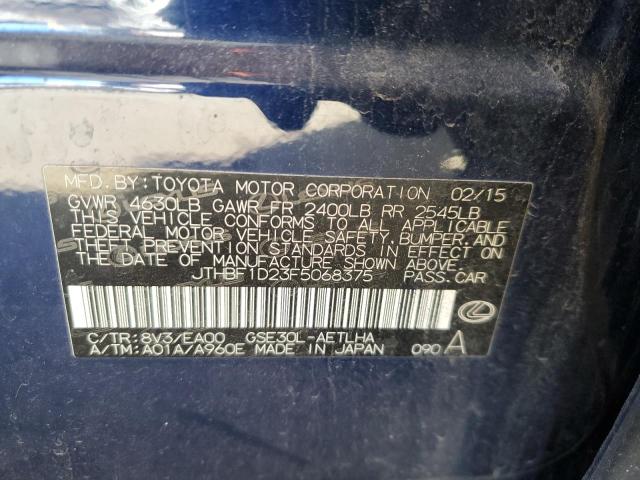 MFD. BY: TOYOTA MOTOR CORPORATION 02/15
GVWR 4630LB GAWR FR 2400LB RR 2545LB
THIS VEHICLE CONFORMS TO ALL APPLICABLE
FEDERAL MOTOR VEHICLE SAFETY, BUMPER, AND
THEFT PREVENTION STANDARDS IN EFFECT ON
THE DATE OF MANUFACTURE SHOWN ABOVE.
JTHBF1D23F5068375 PASS. CAR
C/TR: 8V3/EA00 GSE30L-AETLHA
A/TM: A01A/A960E MADE IN JAPAN 090 A